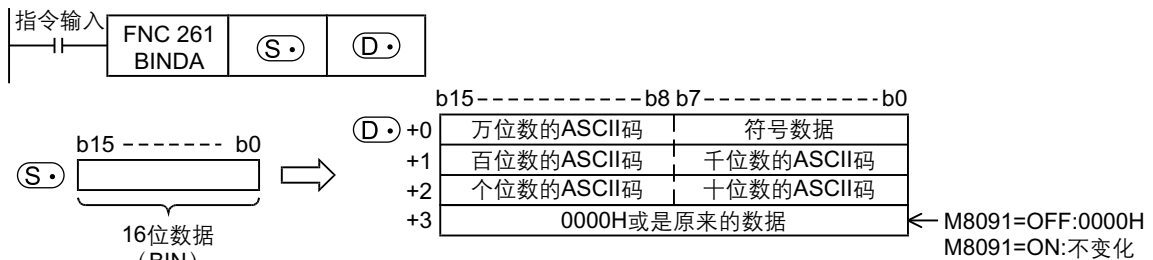 指令输入
FNC 261
BINDA
S·
D·
b15 b8 b7 b0
D· +0 万位数的ASCII码 符号数据
+1 百位数的ASCII码 千位数的ASCII码
+2 个位数的ASCII码 十位数的ASCII码
+3 0000H或是原来的数据
M8091=OFF:0000H
M8091=ON:不变化
b15 b0
S·
16位数据
（BIN）